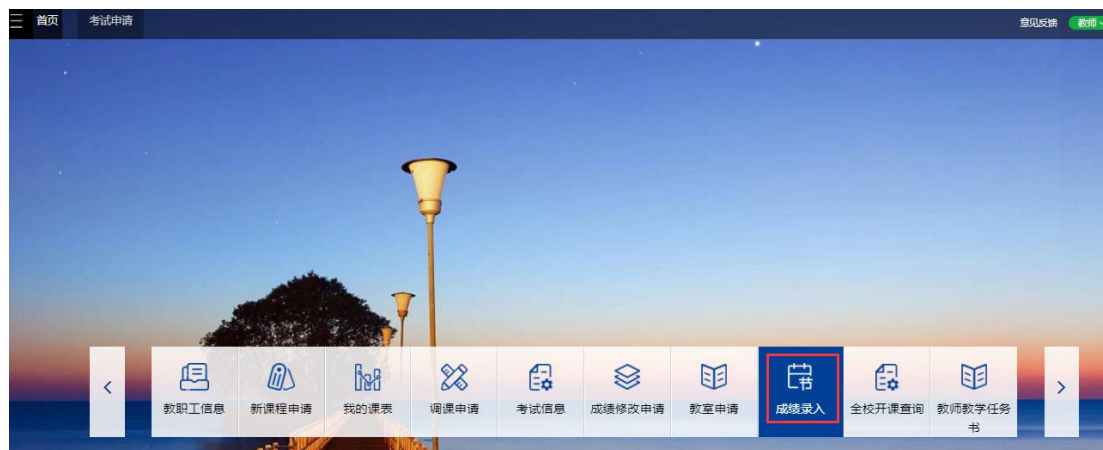 首页 考试申请 意见反馈 教师
教职工信息 新课程申请 我的课表 调课申请 考试信息 成绩修改申请 教室申请 成绩录入 全校开课查询 教师教学任务
书